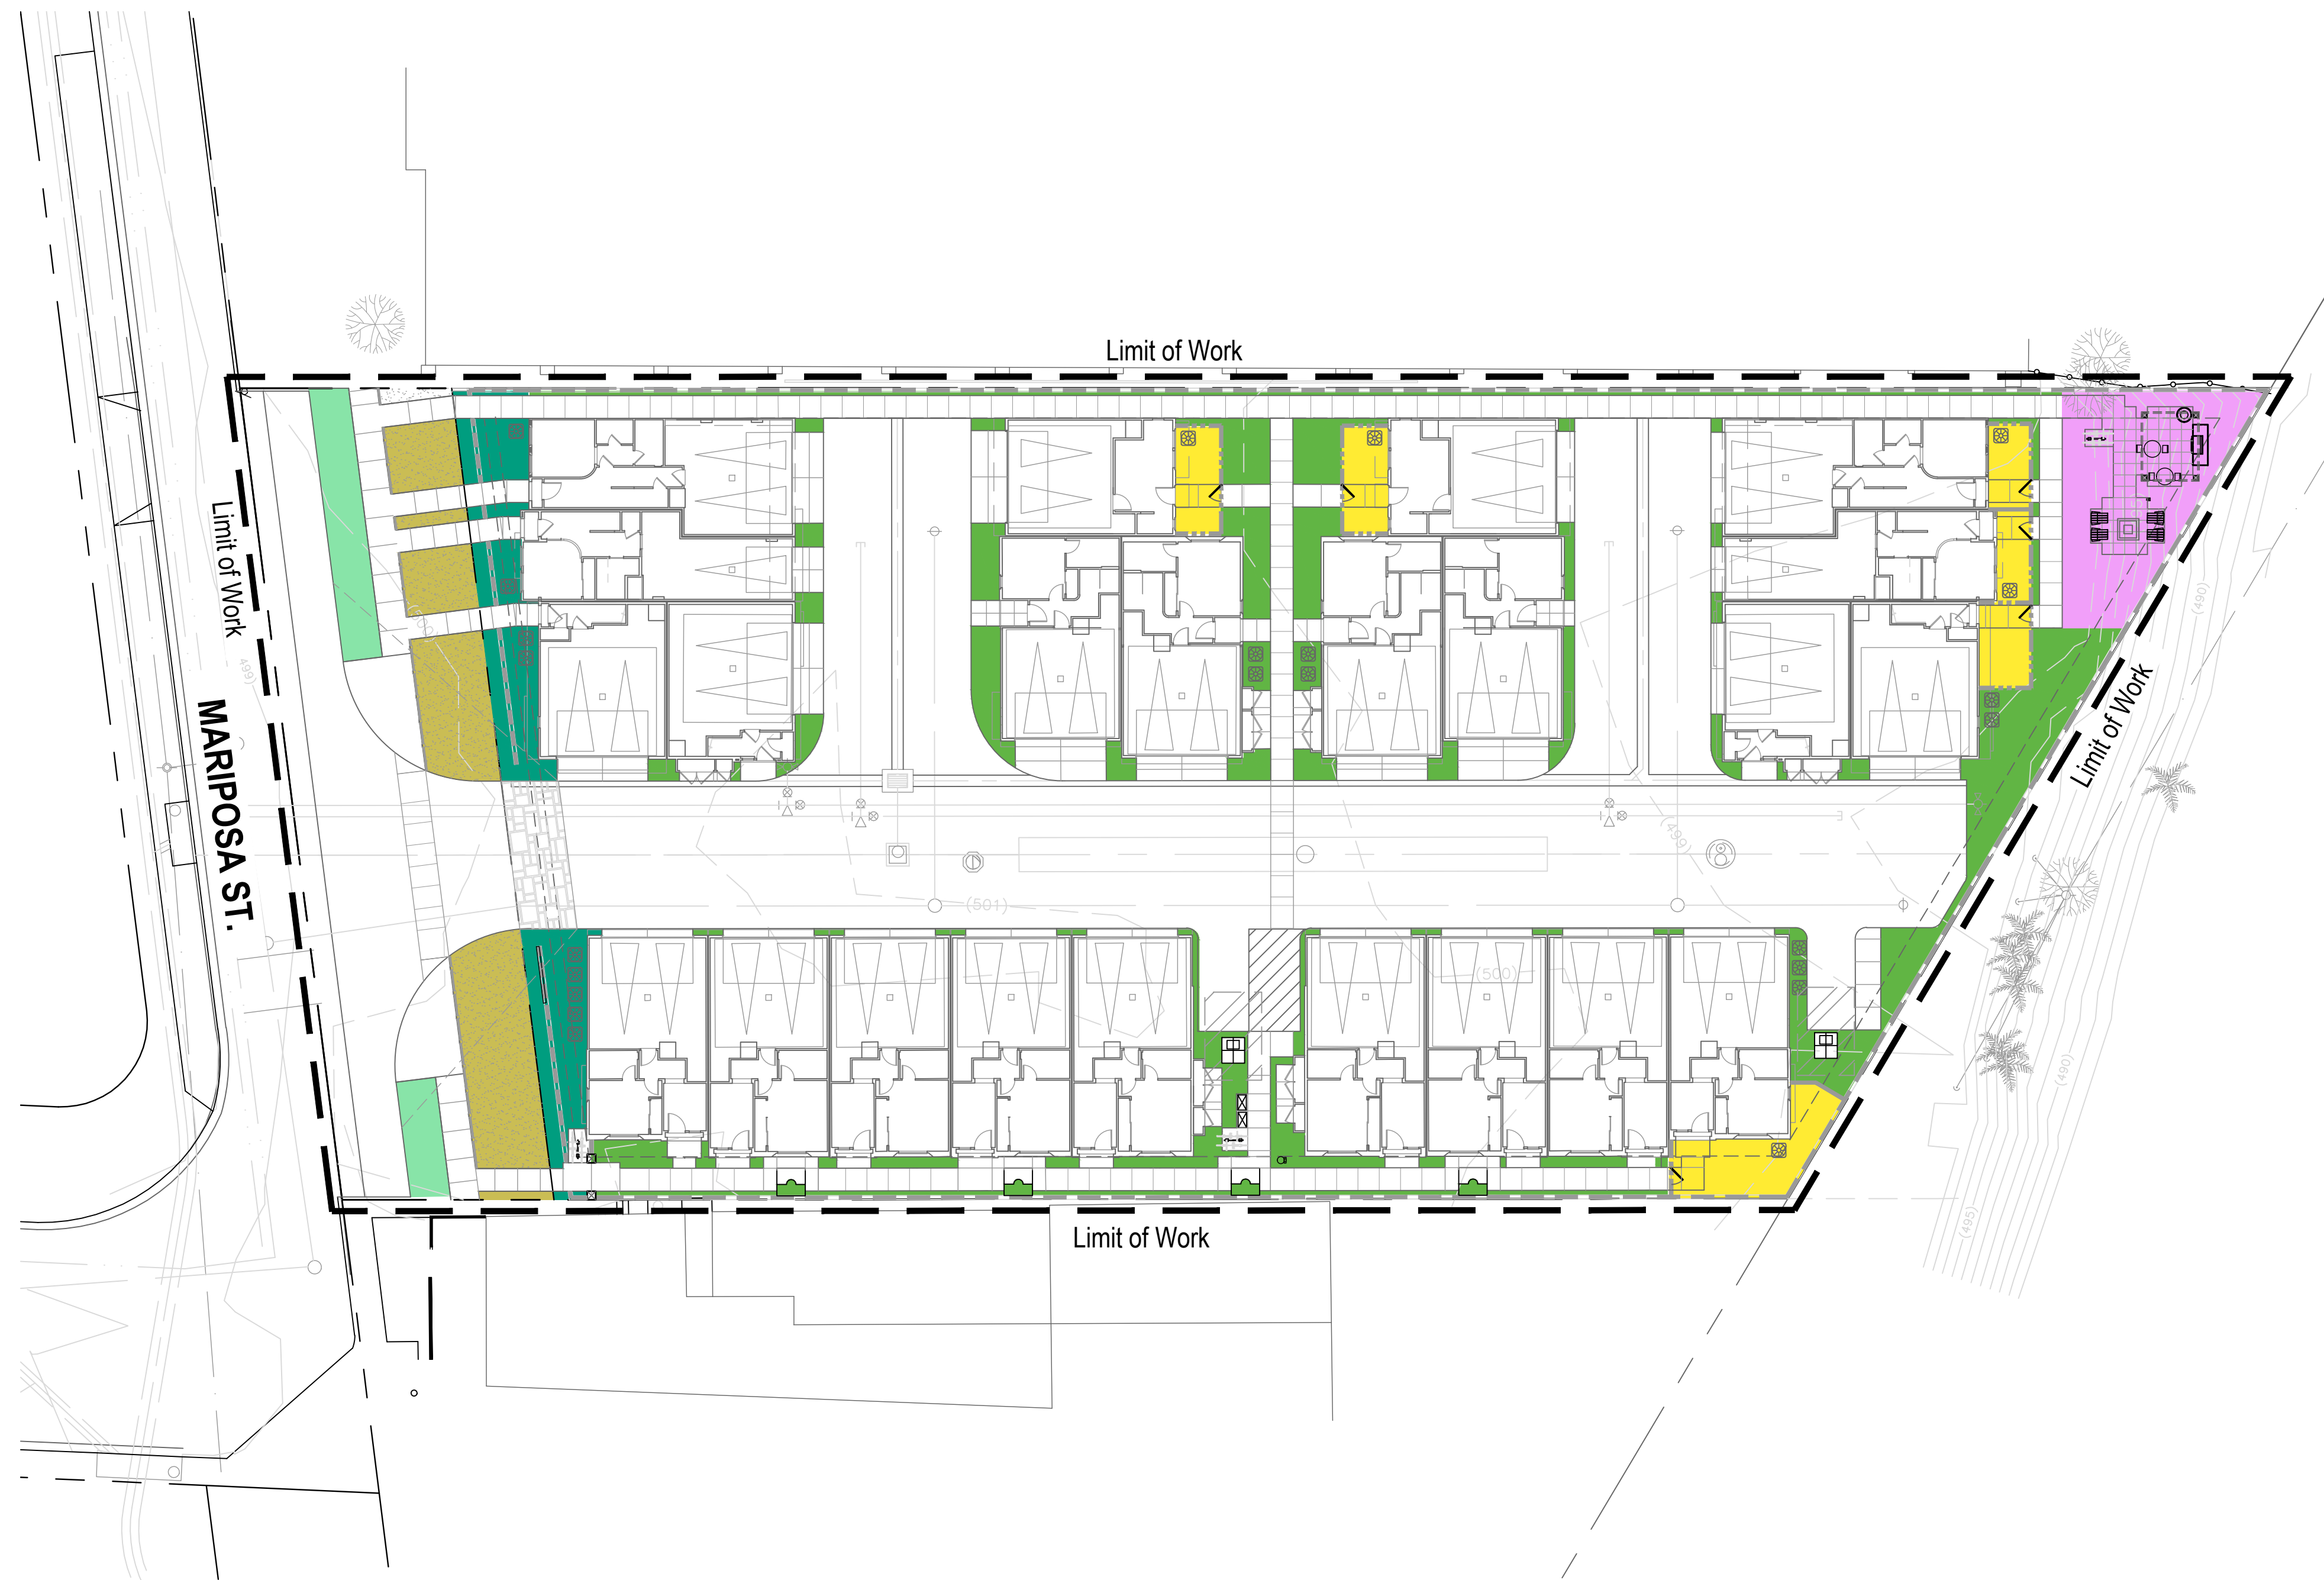 Limit of Work
Limit of Work
(490)
499)
Limit of Work
MARIPOSA ST.
(499)
(501)
(500)
(490)
(495)
Limit of Work